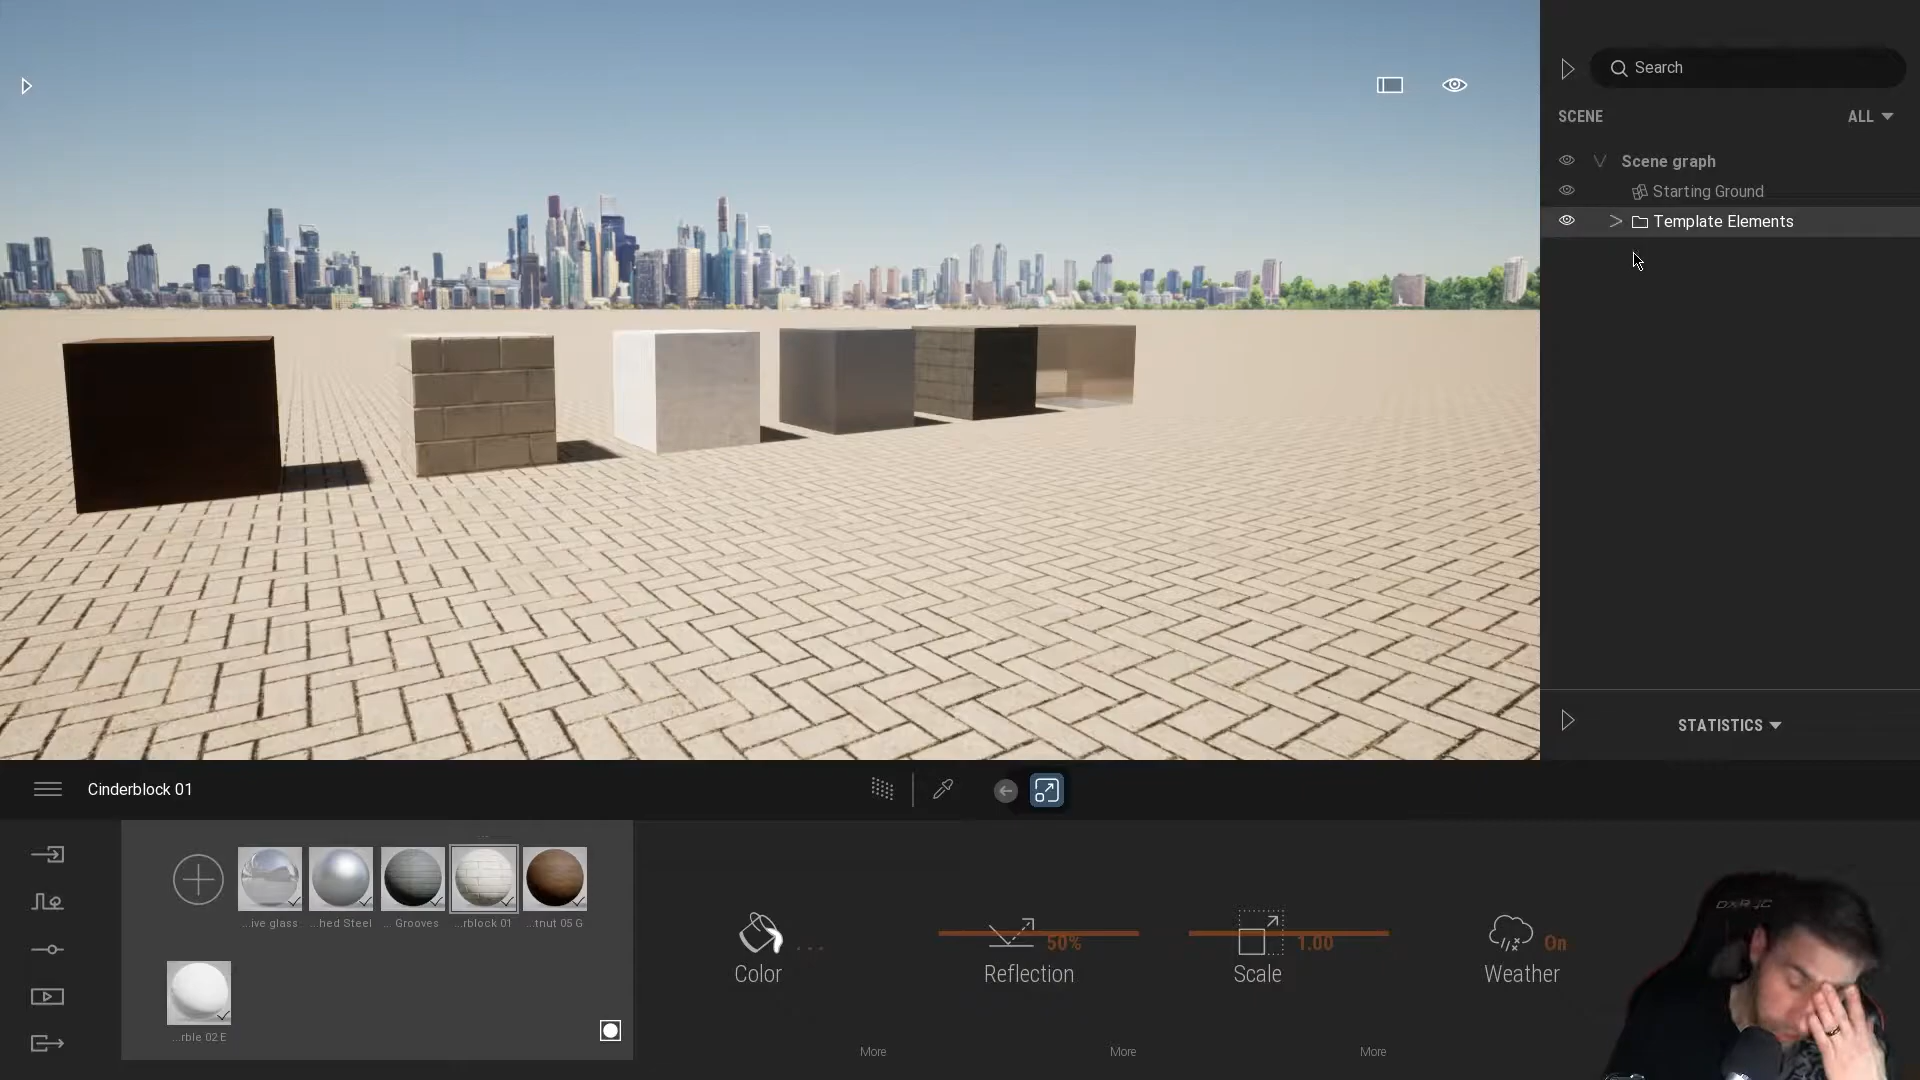 Search
SCENE
ALL
Scene graph
Starting Ground
Template Elements
STATISTICS
Cinderblock 01
...ive glass
...hed Steel
... Grooves
...rblock 01
...tnut 05 G
...rble 02 E
Color
. . .
Reflection
50%
Scale
1.00
Weather
On
More
More
More